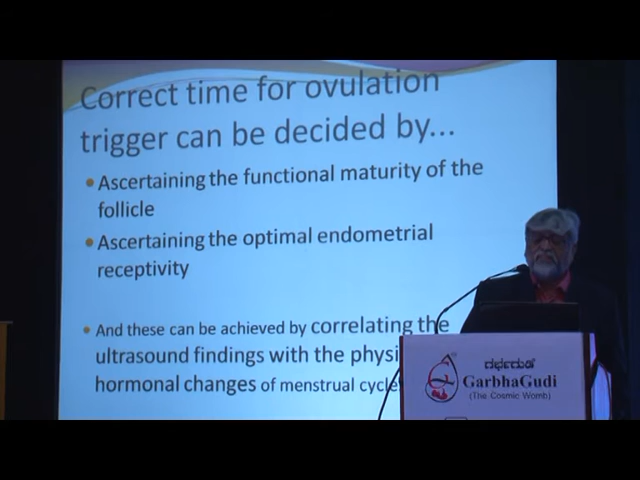 Correct time for ovulation
trigger can be decided by...
Ascertaining the functional maturity of the
follicle
Ascertaining the optimal endometrial
receptivity
And these can be achieved by correlating the
ultrasound findings with the
hormonal changes of menstrual cycle
ಗರ್ಭಗುಡಿ
GarbhaGudi
(The Cosmic Womb)